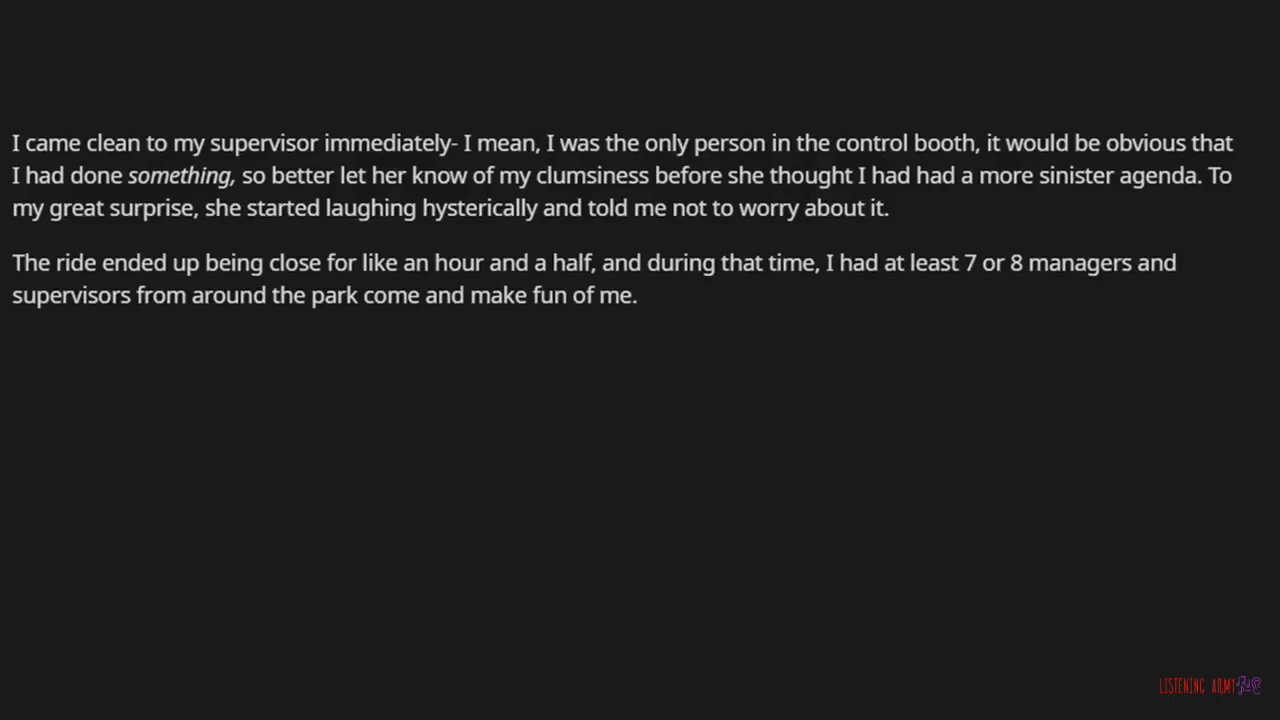 I came clean to my supervisor immediately- I mean, I was the only person in the control booth, it would be obvious that
I had done something, so better let her know of my clumsiness before she thought I had had a more sinister agenda. To
my great surprise, she started laughing hysterically and told me not to worry about it.
The ride ended up being close for like an hour and a half, and during that time, I had at least 7 or 8 managers and
supervisors from around the park come and make fun of me.
LISTENING ARMY